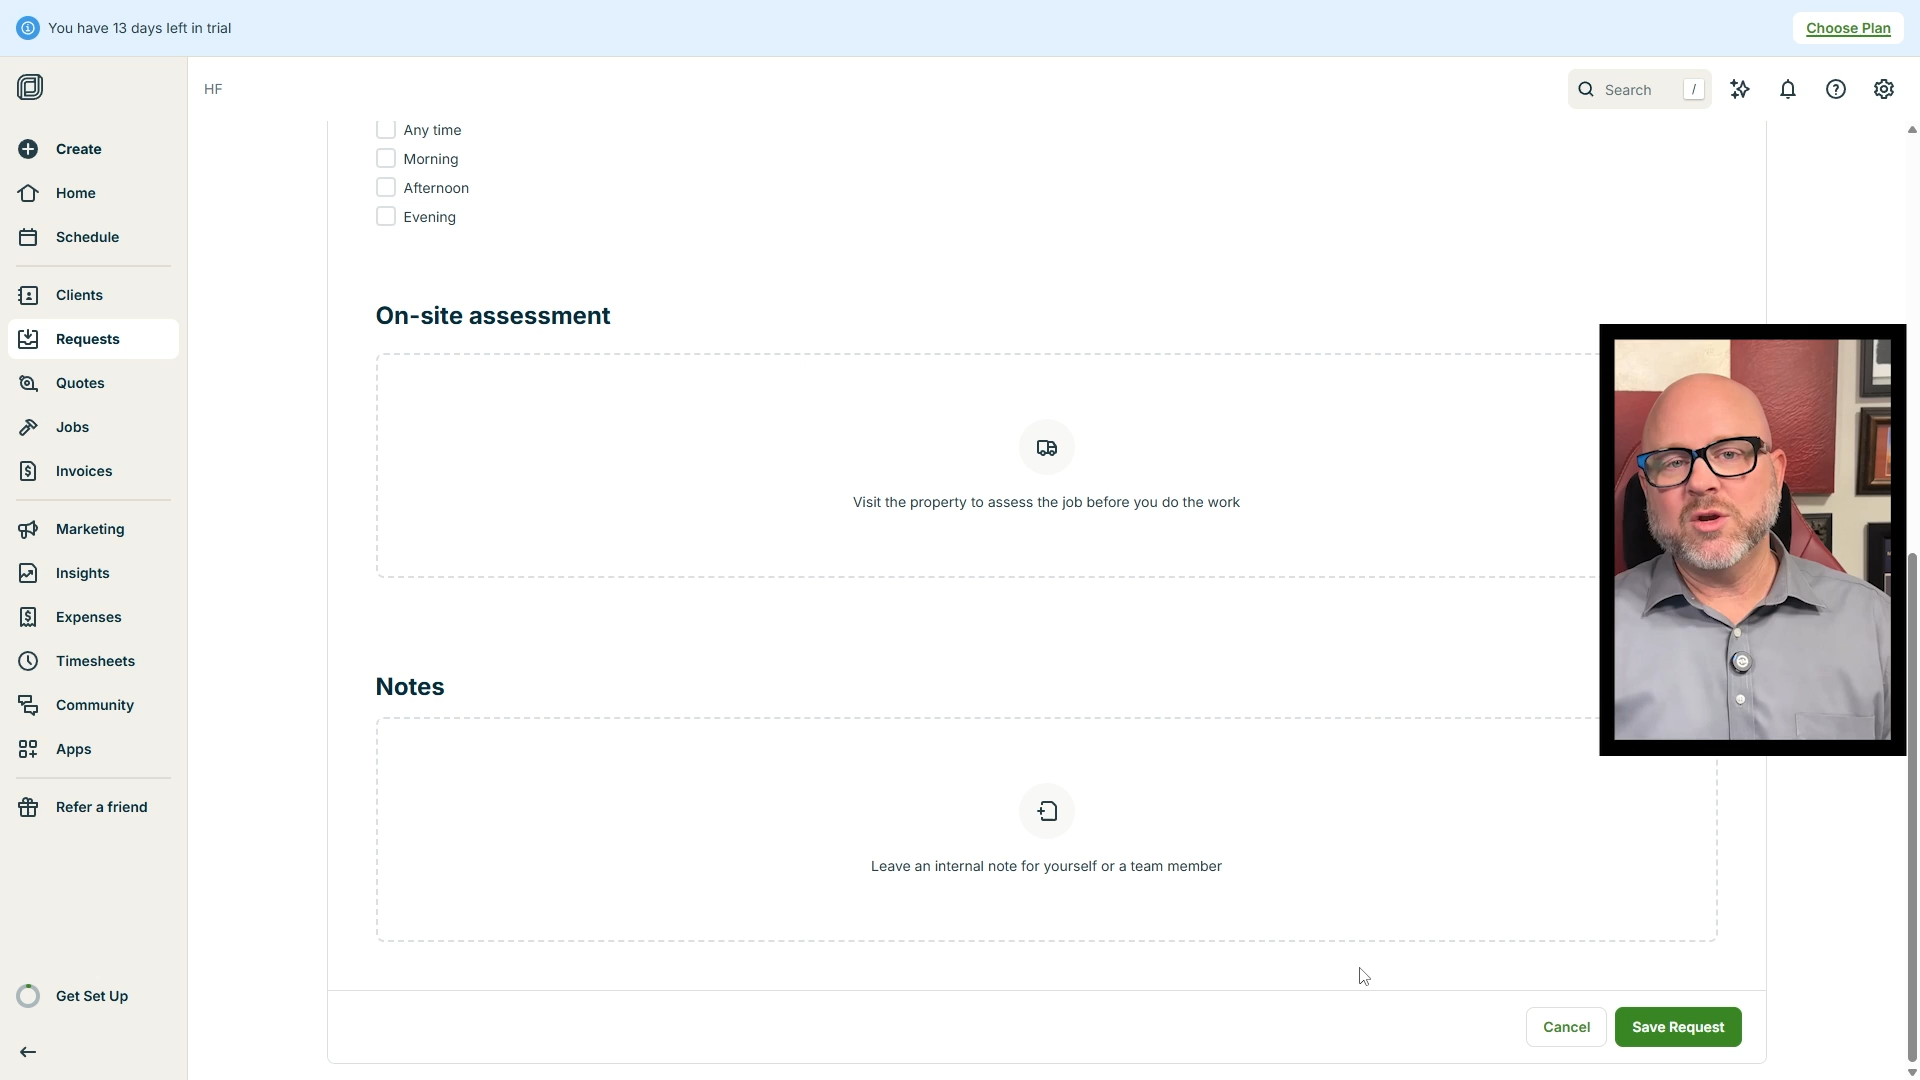 You have 13 days left in trial
Choose Plan
HF
Search /
Create
Home
Schedule
Clients
Requests
Quotes
Jobs
Invoices
Marketing
Insights
Expenses
Timesheets
Community
Apps
Refer a friend
Get Set Up
Any time
Morning
Afternoon
Evening
On-site assessment
Visit the property to assess the job before you do the work
Notes
Leave an internal note for yourself or a team member
Cancel
Save Request